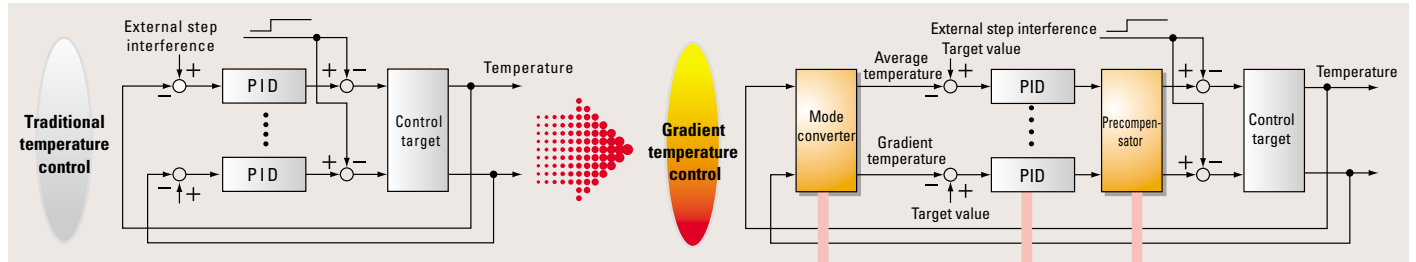 Traditional
temperature
control
External step
interference
+
−
PID
+
−
Control
target
Temperature
−
+
PID
+
−
Gradient
temperature
control
Mode
converter
Average
temperature
External step interference
Target value
+
−
PID
Precompen-
sator
+
−
Control
target
Temperature
Gradient
temperature
−
+
Target value
PID
+
−